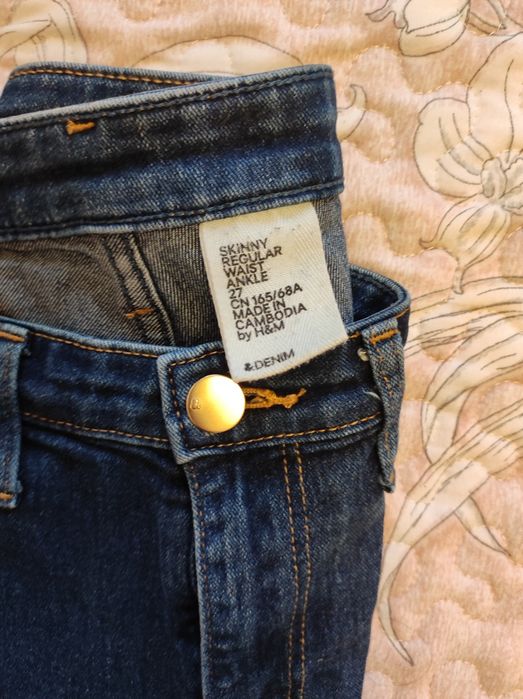 SKINNY
REGULAR
WAIST
ANKLE
27
CN 165/68A
MADE IN
CAMBODIA
by H&M
&DENIM